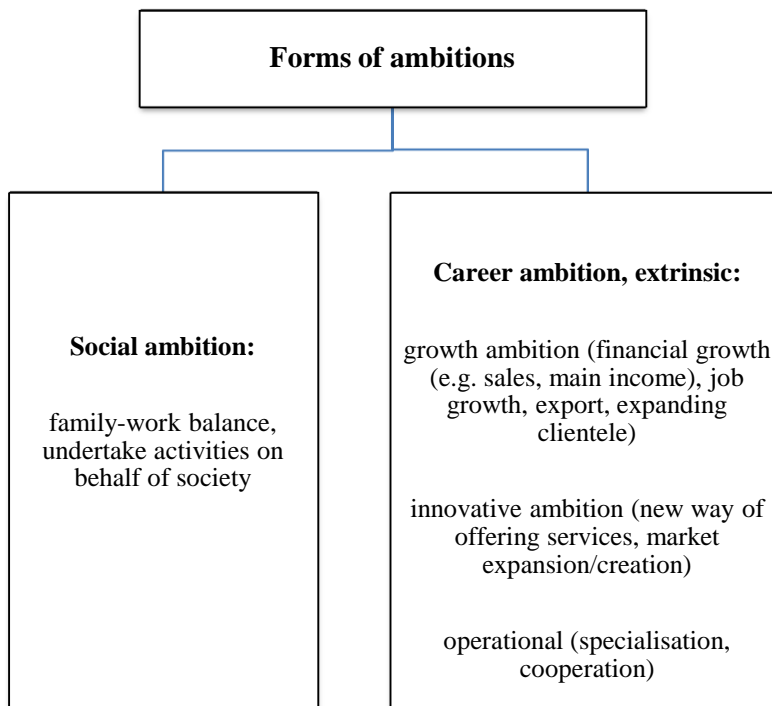 Forms of ambitions
Social ambition:
family-work balance,
undertake activities on
behalf of society
Career ambition, extrinsic:
growth ambition (financial growth
(e.g. sales, main income), job
growth, export, expanding
clientele)
innovative ambition (new way of
offering services, market
expansion/creation)
operational (specialisation,
cooperation)